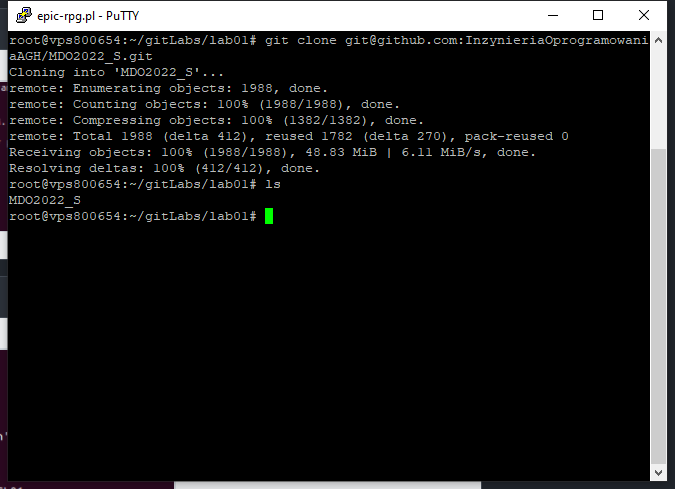 epic-rpg.pl - PuTTY
root@vps800654:~/gitLabs/lab01# git clone git@github.com:InzynieriaOprogramowani
aAGH/MDO2022_S.git
Cloning into 'MDO2022_S'...
remote: Enumerating objects: 1988, done.
remote: Counting objects: 100% (1988/1988), done.
remote: Compressing objects: 100% (1382/1382), done.
remote: Total 1988 (delta 412), reused 1782 (delta 270), pack-reused 0
Receiving objects: 100% (1988/1988), 48.83 MiB | 6.11 MiB/s, done.
Resolving deltas: 100% (412/412), done.
root@vps800654:~/gitLabs/lab01# ls
MDO2022_S
root@vps800654:~/gitLabs/lab01#